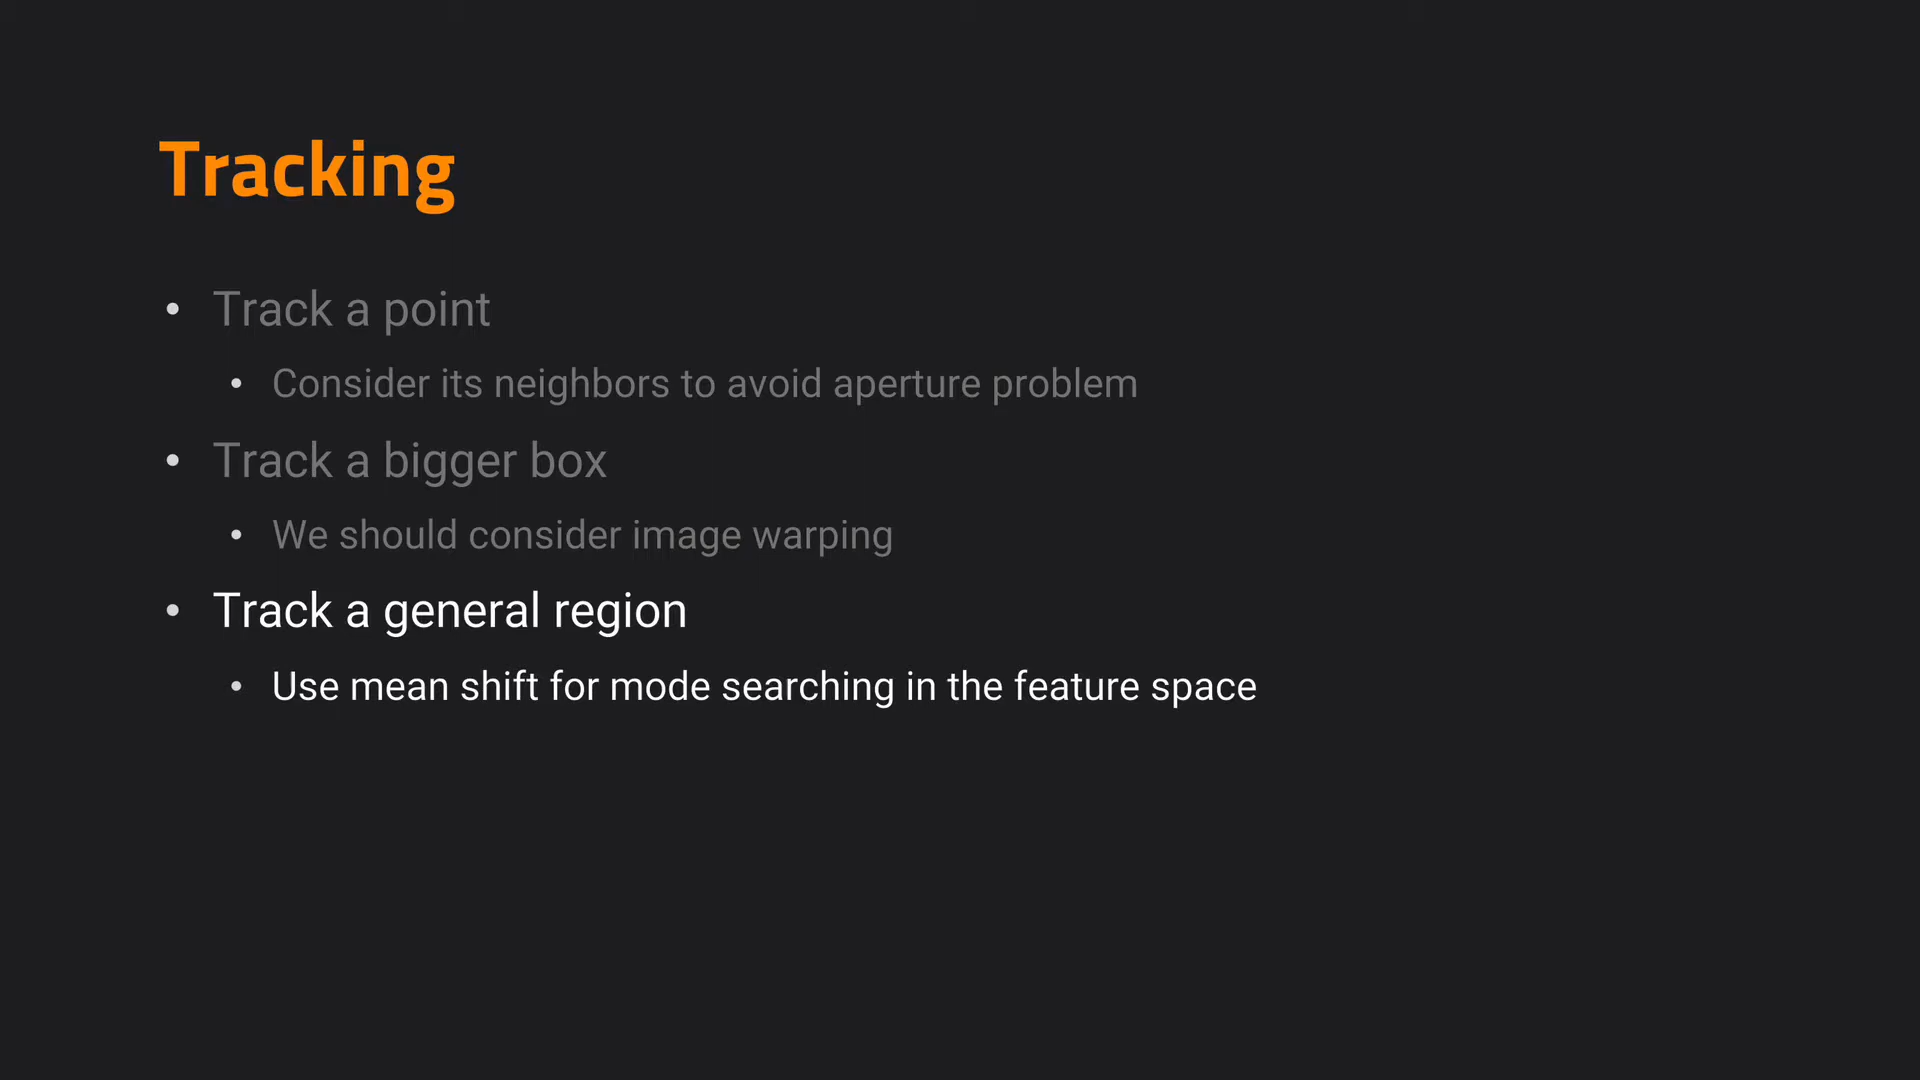 Tracking
• Track a point
• Consider its neighbors to avoid aperture problem
• Track a bigger box
• We should consider image warping
• Track a general region
• Use mean shift for mode searching in the feature space